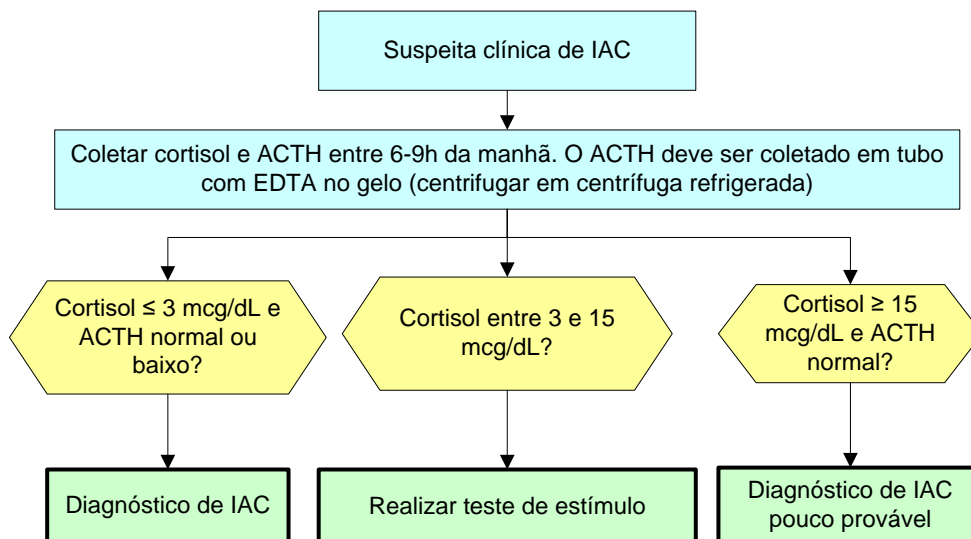 Suspeita clínica de IAC
Coletar cortisol e ACTH entre 6-9h da manhã. O ACTH deve ser coletado em tubo
com EDTA no gelo (centrifugar em centrífuga refrigerada)
Cortisol ≤ 3 mcg/dL e
ACTH normal ou
baixo?
Cortisol entre 3 e 15
mcg/dL?
Cortisol ≥ 15
mcg/dL e ACTH
normal?
Diagnóstico de IAC
Realizar teste de estímulo
Diagnóstico de IAC
pouco provável